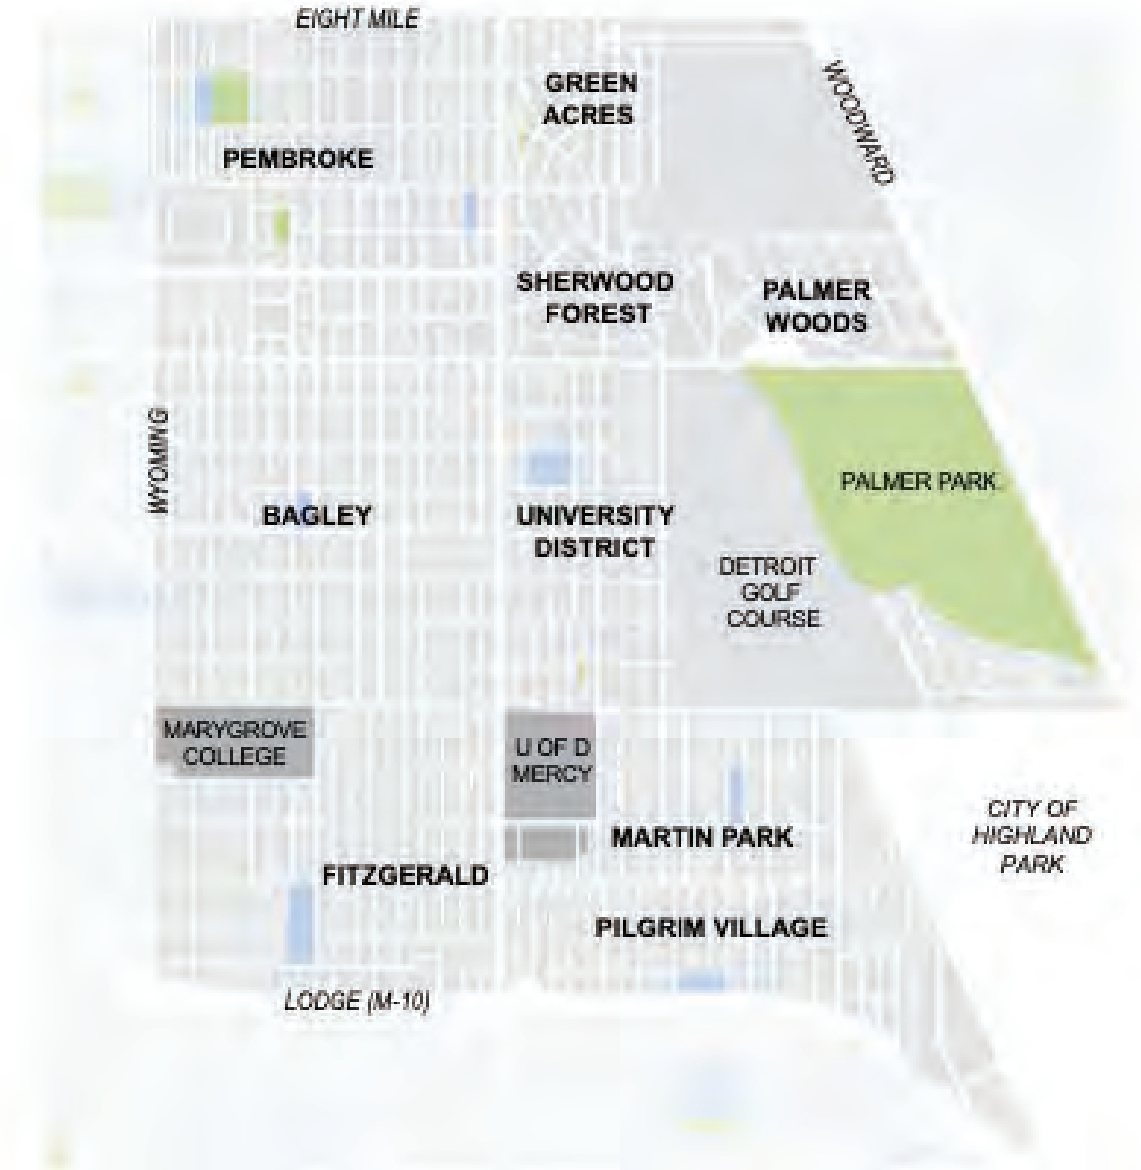 EIGHT MILE
WOODWARD
GREEN
ACRES
PEMBROKE
SHERWOOD
FOREST
PALMER
WOODS
WYOMING
PALMER PARK
BAGLEY
UNIVERSITY
DISTRICT
DETROIT
GOLF
COURSE
MARYGROVE
COLLEGE
U OF D
MERCY
CITY OF
HIGHLAND
PARK
MARTIN PARK
FITZGERALD
PILGRIM VILLAGE
LODGE (M-10)